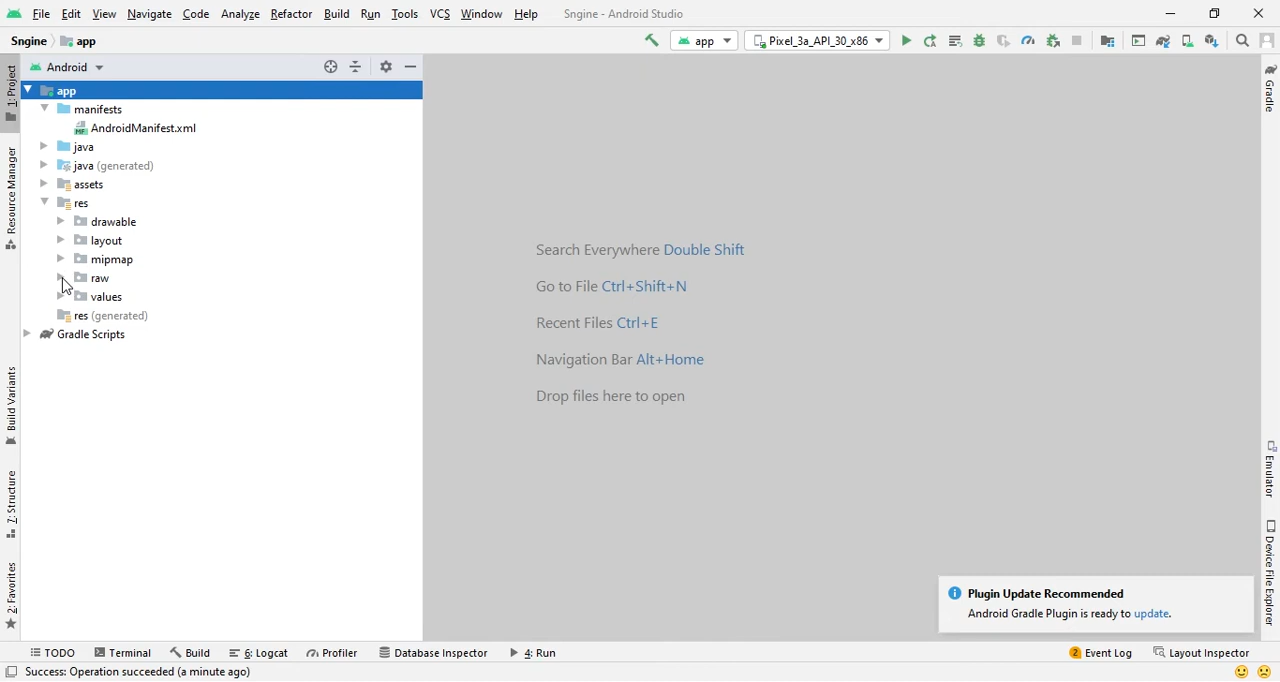 File Edit View Navigate Code Analyze Refactor Build Run Tools VCS Window Help Sngine - Android Studio
Sngine app app Pixel_3a_API_30_x86
Android
app
manifests
AndroidManifest.xml
java
java (generated)
assets
res
drawable
layout
mipmap
raw
values
res (generated)
Gradle Scripts
1: Project
Resource Manager
Build Variants
7: Structure
2: Favorites
Search Everywhere Double Shift
Go to File Ctrl+Shift+N
Recent Files Ctrl+E
Navigation Bar Alt+Home
Drop files here to open
Gradle
Emulator
Device File Explorer
Plugin Update Recommended
Android Gradle Plugin is ready to update.
TODO Terminal Build 6: Logcat Profiler Database Inspector 4: Run 2 Event Log Layout Inspector
Success: Operation succeeded (a minute ago)